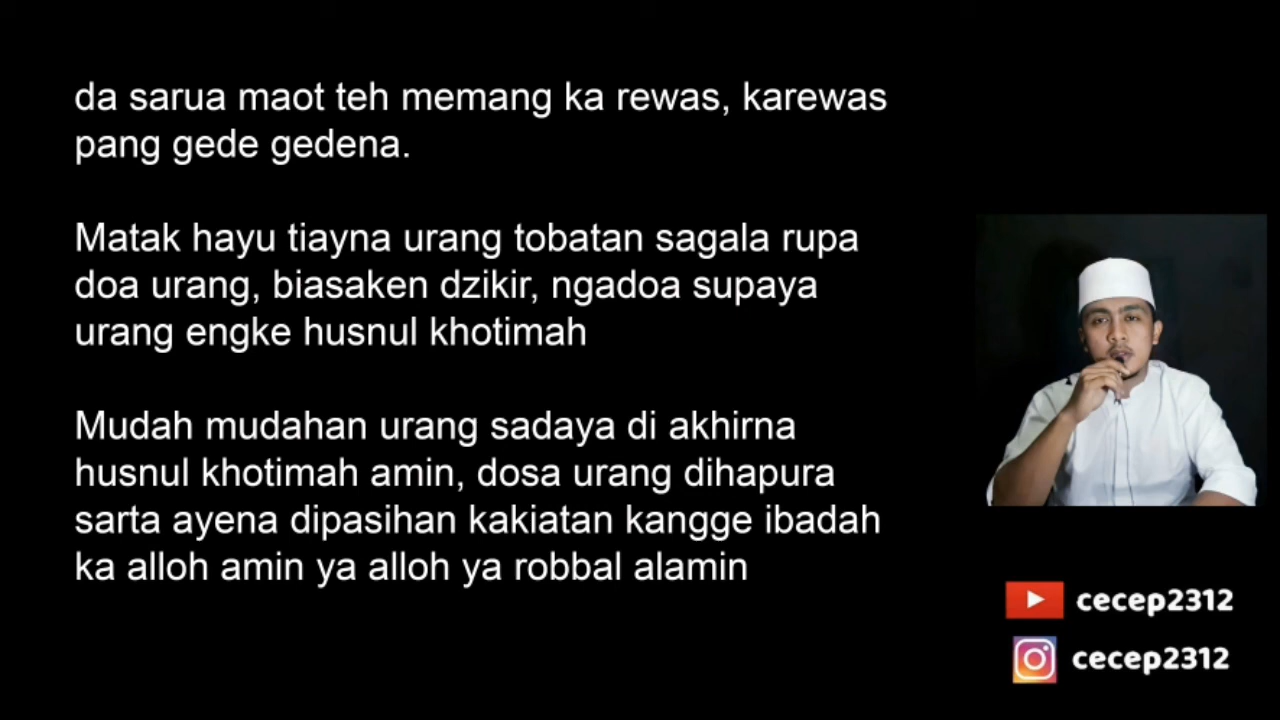 da sarua maot teh memang ka rewas, karewas
pang gede gedena.
Matak hayu tiayna urang tobatan sagala rupa
doa urang, biasaken dzikir, ngadoa supaya
urang engke husnul khotimah
Mudah mudahan urang sadaya di akhirna
husnul khotimah amin, dosa urang dihapura
sarta ayena dipasihan kakiatan kangge ibadah
ka alloh amin ya alloh ya robbal alamin
cecep2312
cecep2312